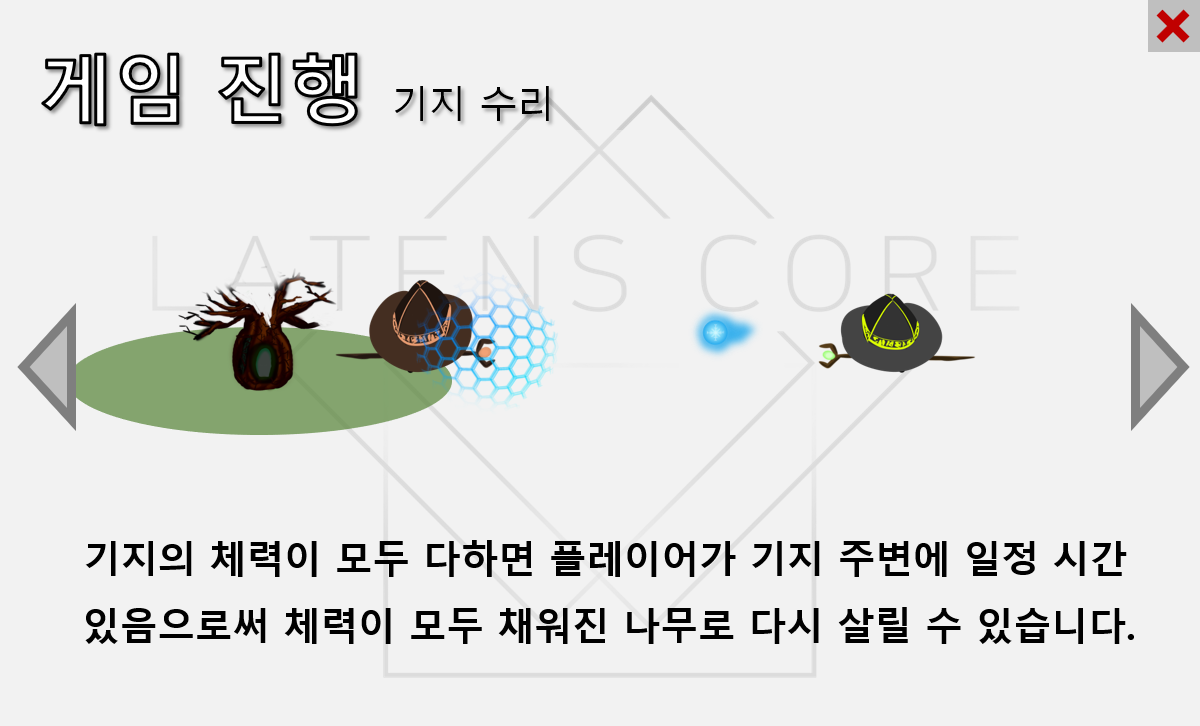 게임 진행 기지 수리
LATENS CORE
기지의 체력이 모두 다하면 플레이어가 기지 주변에 일정 시간
있음으로써 체력이 모두 채워진 나무로 다시 살릴 수 있습니다.